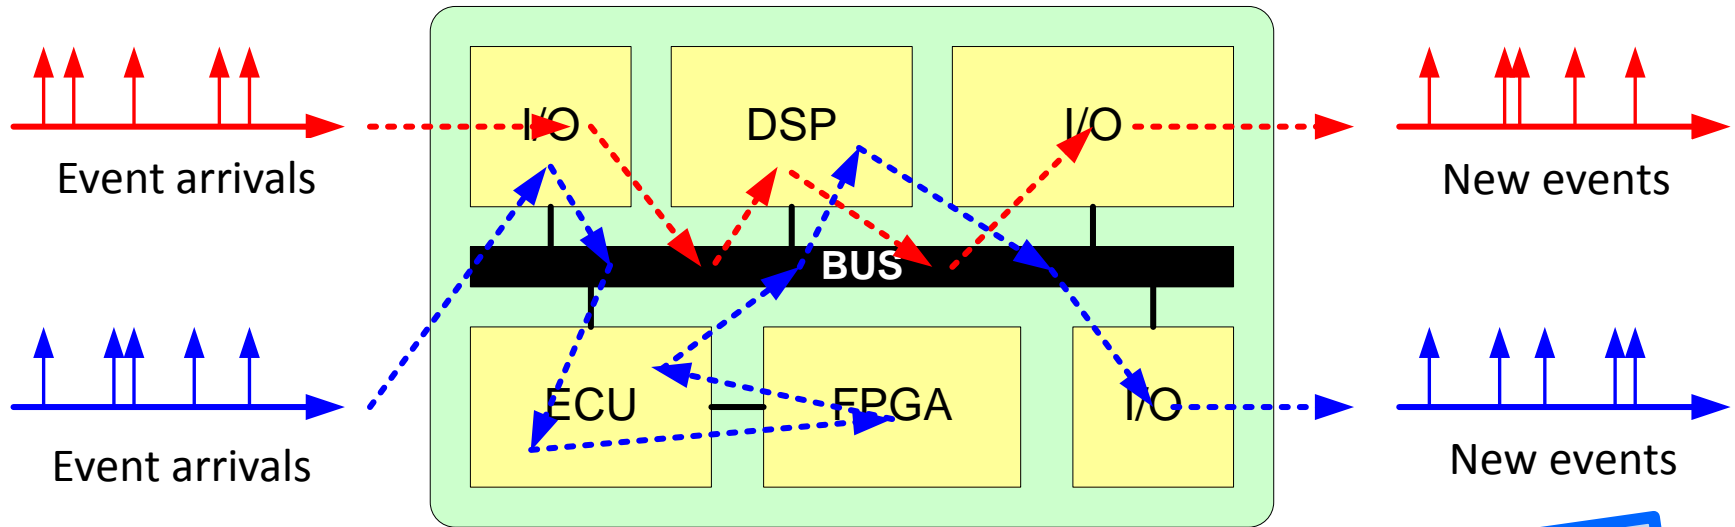 I/O
DSP
I/O
Event arrivals
New events
BUS
ECU
FPGA
I/O
Event arrivals
New events